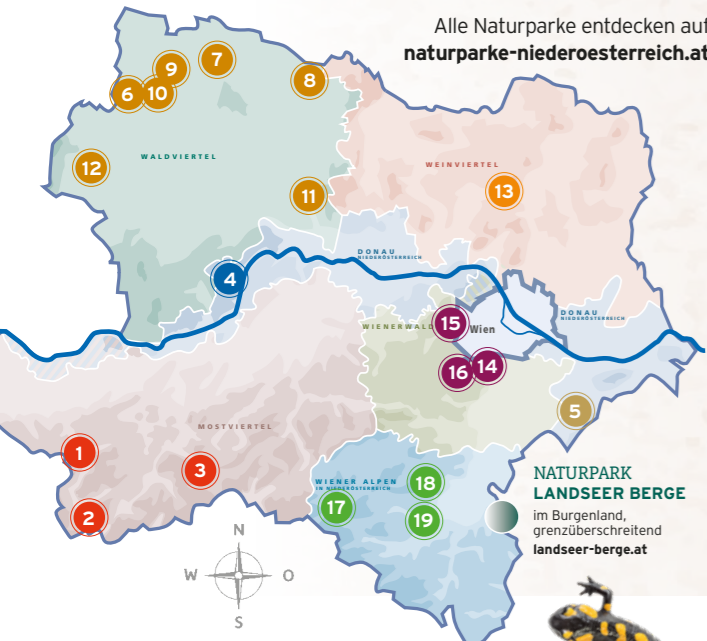 Alle Naturparke entdecken auf
naturparke-niederoesterreich.at
7
9
8
6
10
WALDVIERTEL
WEINVIERTEL
12
13
11
DONAU
NIEDERÖSTERREICH
4
DONAU
NIEDERÖSTERREICH
WIENERWALD
15
Wien
16
14
5
MOSTVIERTEL
1
3
2
WIENER ALPEN
IN NIEDERÖSTERREICH
18
17
19
NATURPARK
LANDSEER BERGE
im Burgenland,
grenzüberschreitend
landseer-berge.at
N
W
O
S